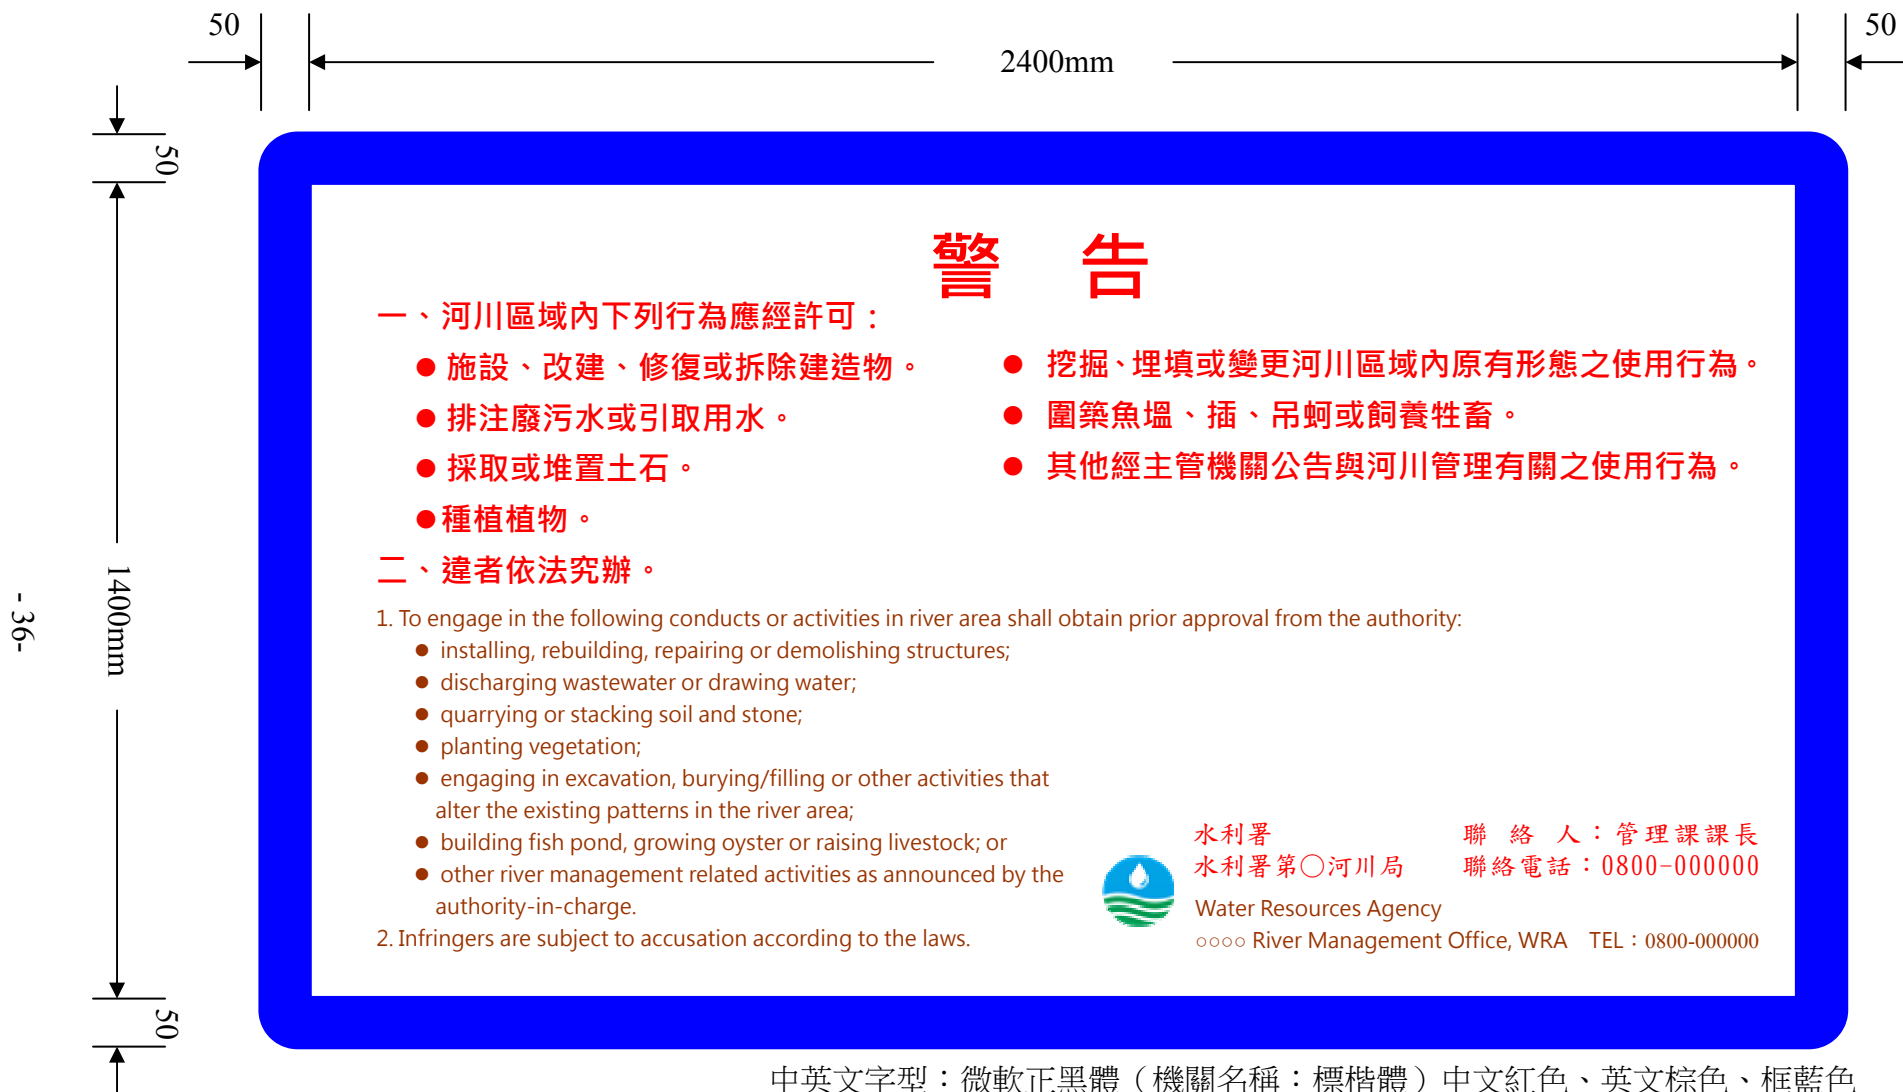 50
2400mm
50
50
1400mm
50
- 36-
警 告
一、河川區域內下列行為應經許可：
●施設、改建、修復或拆除建造物。
● 挖掘、埋填或變更河川區域內原有形態之使用行為。
●排注廢污水或引取用水。
● 圍築魚塭、插、吊蚵或飼養牲畜。
●採取或堆置土石。
● 其他經主管機關公告與河川管理有關之使用行為。
●種植植物。
二、違者依法究辦。
1. To engage in the following conducts or activities in river area shall obtain prior approval from the authority:
● installing, rebuilding, repairing or demolishing structures;
● discharging wastewater or drawing water;
● quarrying or stacking soil and stone;
● planting vegetation;
● engaging in excavation, burying/filling or other activities that
alter the existing patterns in the river area;
● building fish pond, growing oyster or raising livestock; or
● other river management related activities as announced by the
authority-in-charge.
2. Infringers are subject to accusation according to the laws.
水利署 聯 絡 人：管理課課長
水利署第○河川局 聯絡電話：0800-000000
Water Resources Agency
○○○○ River Management Office, WRA TEL：0800-000000
中英文字型：微軟正黑體（機關名稱：標楷體）中文紅色、英文棕色、框藍色